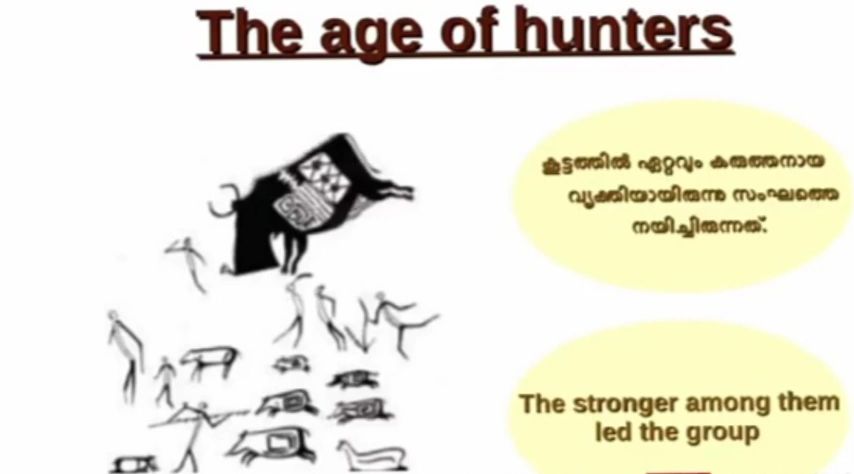 The age of hunters
കൂട്ടത്തിൽ ഏറ്റവും കരുത്തനായ
വ്യക്തിയായിരുന്നു സംഘത്തെ
നയിച്ചിരുന്നത്.
The stronger among them
led the group